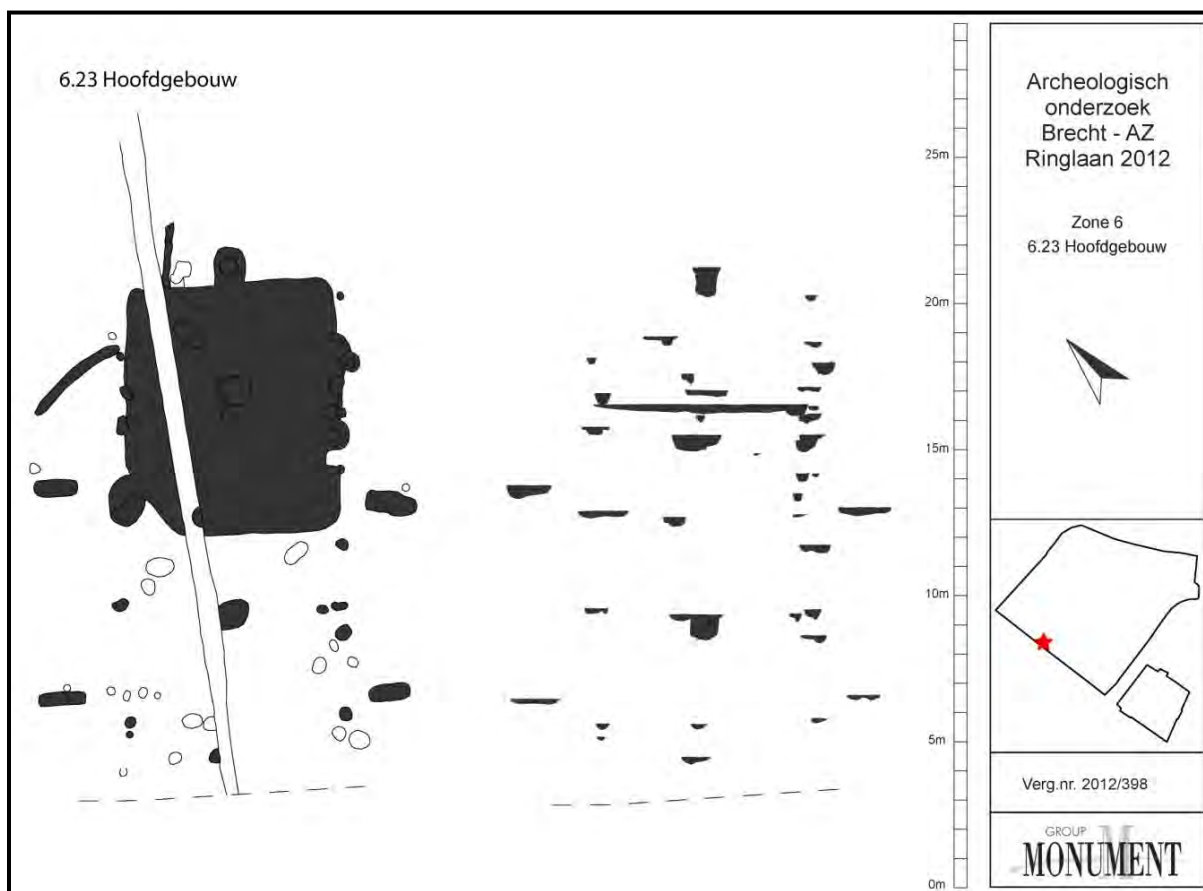 6.23 Hoofdgebouw
25m
20m
15m
10m
5m
0m
Archeologisch
onderzoek
Brecht - AZ
Ringlaan 2012
Zone 6
6.23 Hoofdgebouw
Verg.nr. 2012/398
GROUP
MONUMENT